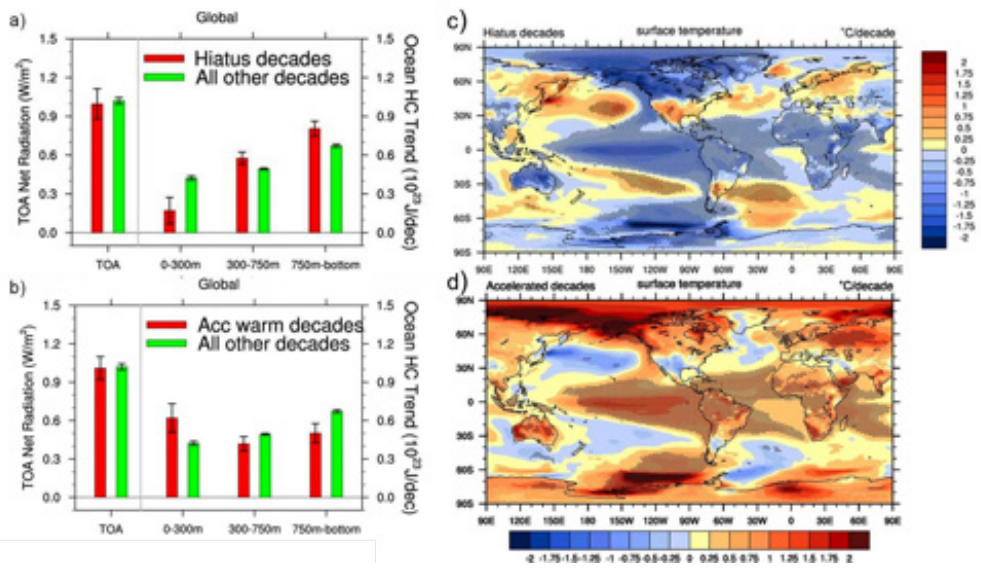 a)
Global
Hiatus decades
All other decades
TOA Net Radiation (W/m²)
Ocean HC Trend (10²³J/dec)
1.5
1.2
0.9
0.6
0.3
0.0
1.5
1.2
0.9
0.6
0.3
0.0
TOA 0-300m 300-750m 750m-bottom
b)
Global
Acc warm decades
All other decades
TOA Net Radiation (W/m²)
Ocean HC Trend (10²³J/dec)
1.5
1.2
0.9
0.6
0.3
0.0
1.5
1.2
0.9
0.6
0.3
0.0
TOA 0-300m 300-750m 750m-bottom
c)
Hiatus decades surface temperature °C/decade
90N
60N
30N
0
30S
60S
90S
90E 120E 150E 180 150W 120W 90W 60W 30W 0 30E 60E 90E
2
1.75
1.5
1.25
1
0.75
0.5
0.25
0
-0.25
-0.5
-0.75
-1
-1.25
-1.5
-1.75
-2
d)
Accelerated decades surface temperature °C/decade
90N
60N
30N
0
30S
60S
90S
90E 120E 150E 180 150W 120W 90W 60W 30W 0 30E 60E 90E
-2 -1.75 -1.5 -1.25 -1 -0.75 -0.5 -0.25 0 0.25 0.5 0.75 1 1.25 1.5 1.75 2